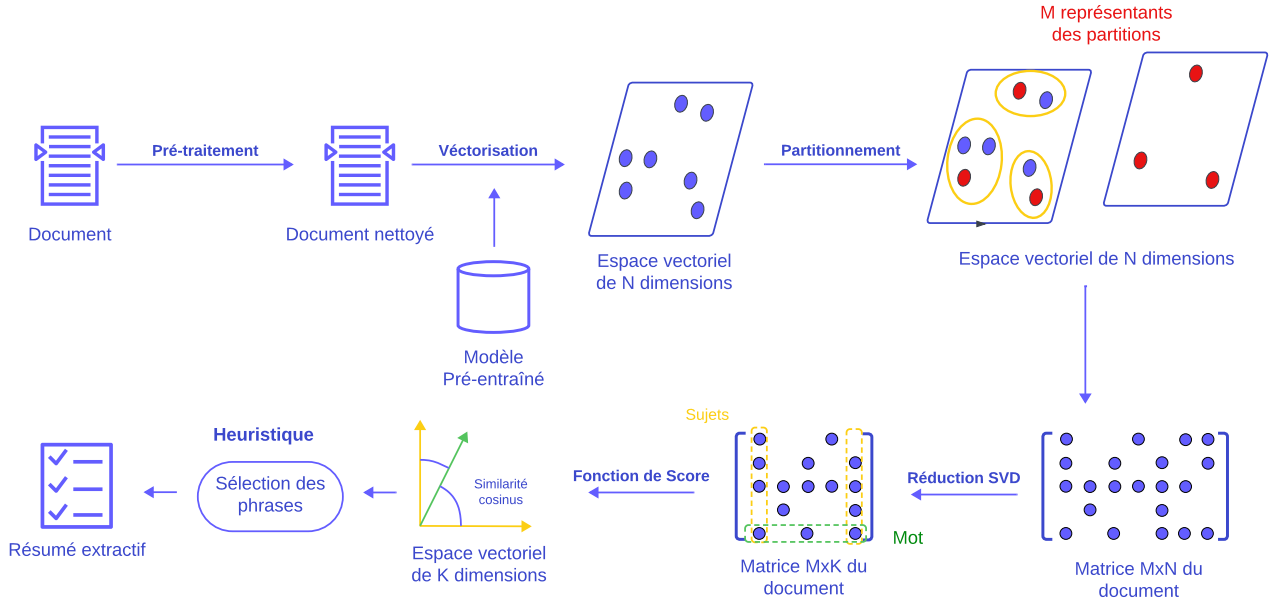 M représentants
des partitions
Pré-traitement
Véctorisation
Partitionnement
Document
Document nettoyé
Espace vectoriel
de N dimensions
Espace vectoriel de N dimensions
Modèle
Pré-entraîné
Sujets
Heuristique
Sélection des
phrases
Similarité
cosinus
Fonction de Score
Réduction SVD
Mot
Résumé extractif
Espace vectoriel
de K dimensions
Matrice MxK du
document
Matrice MxN du
document